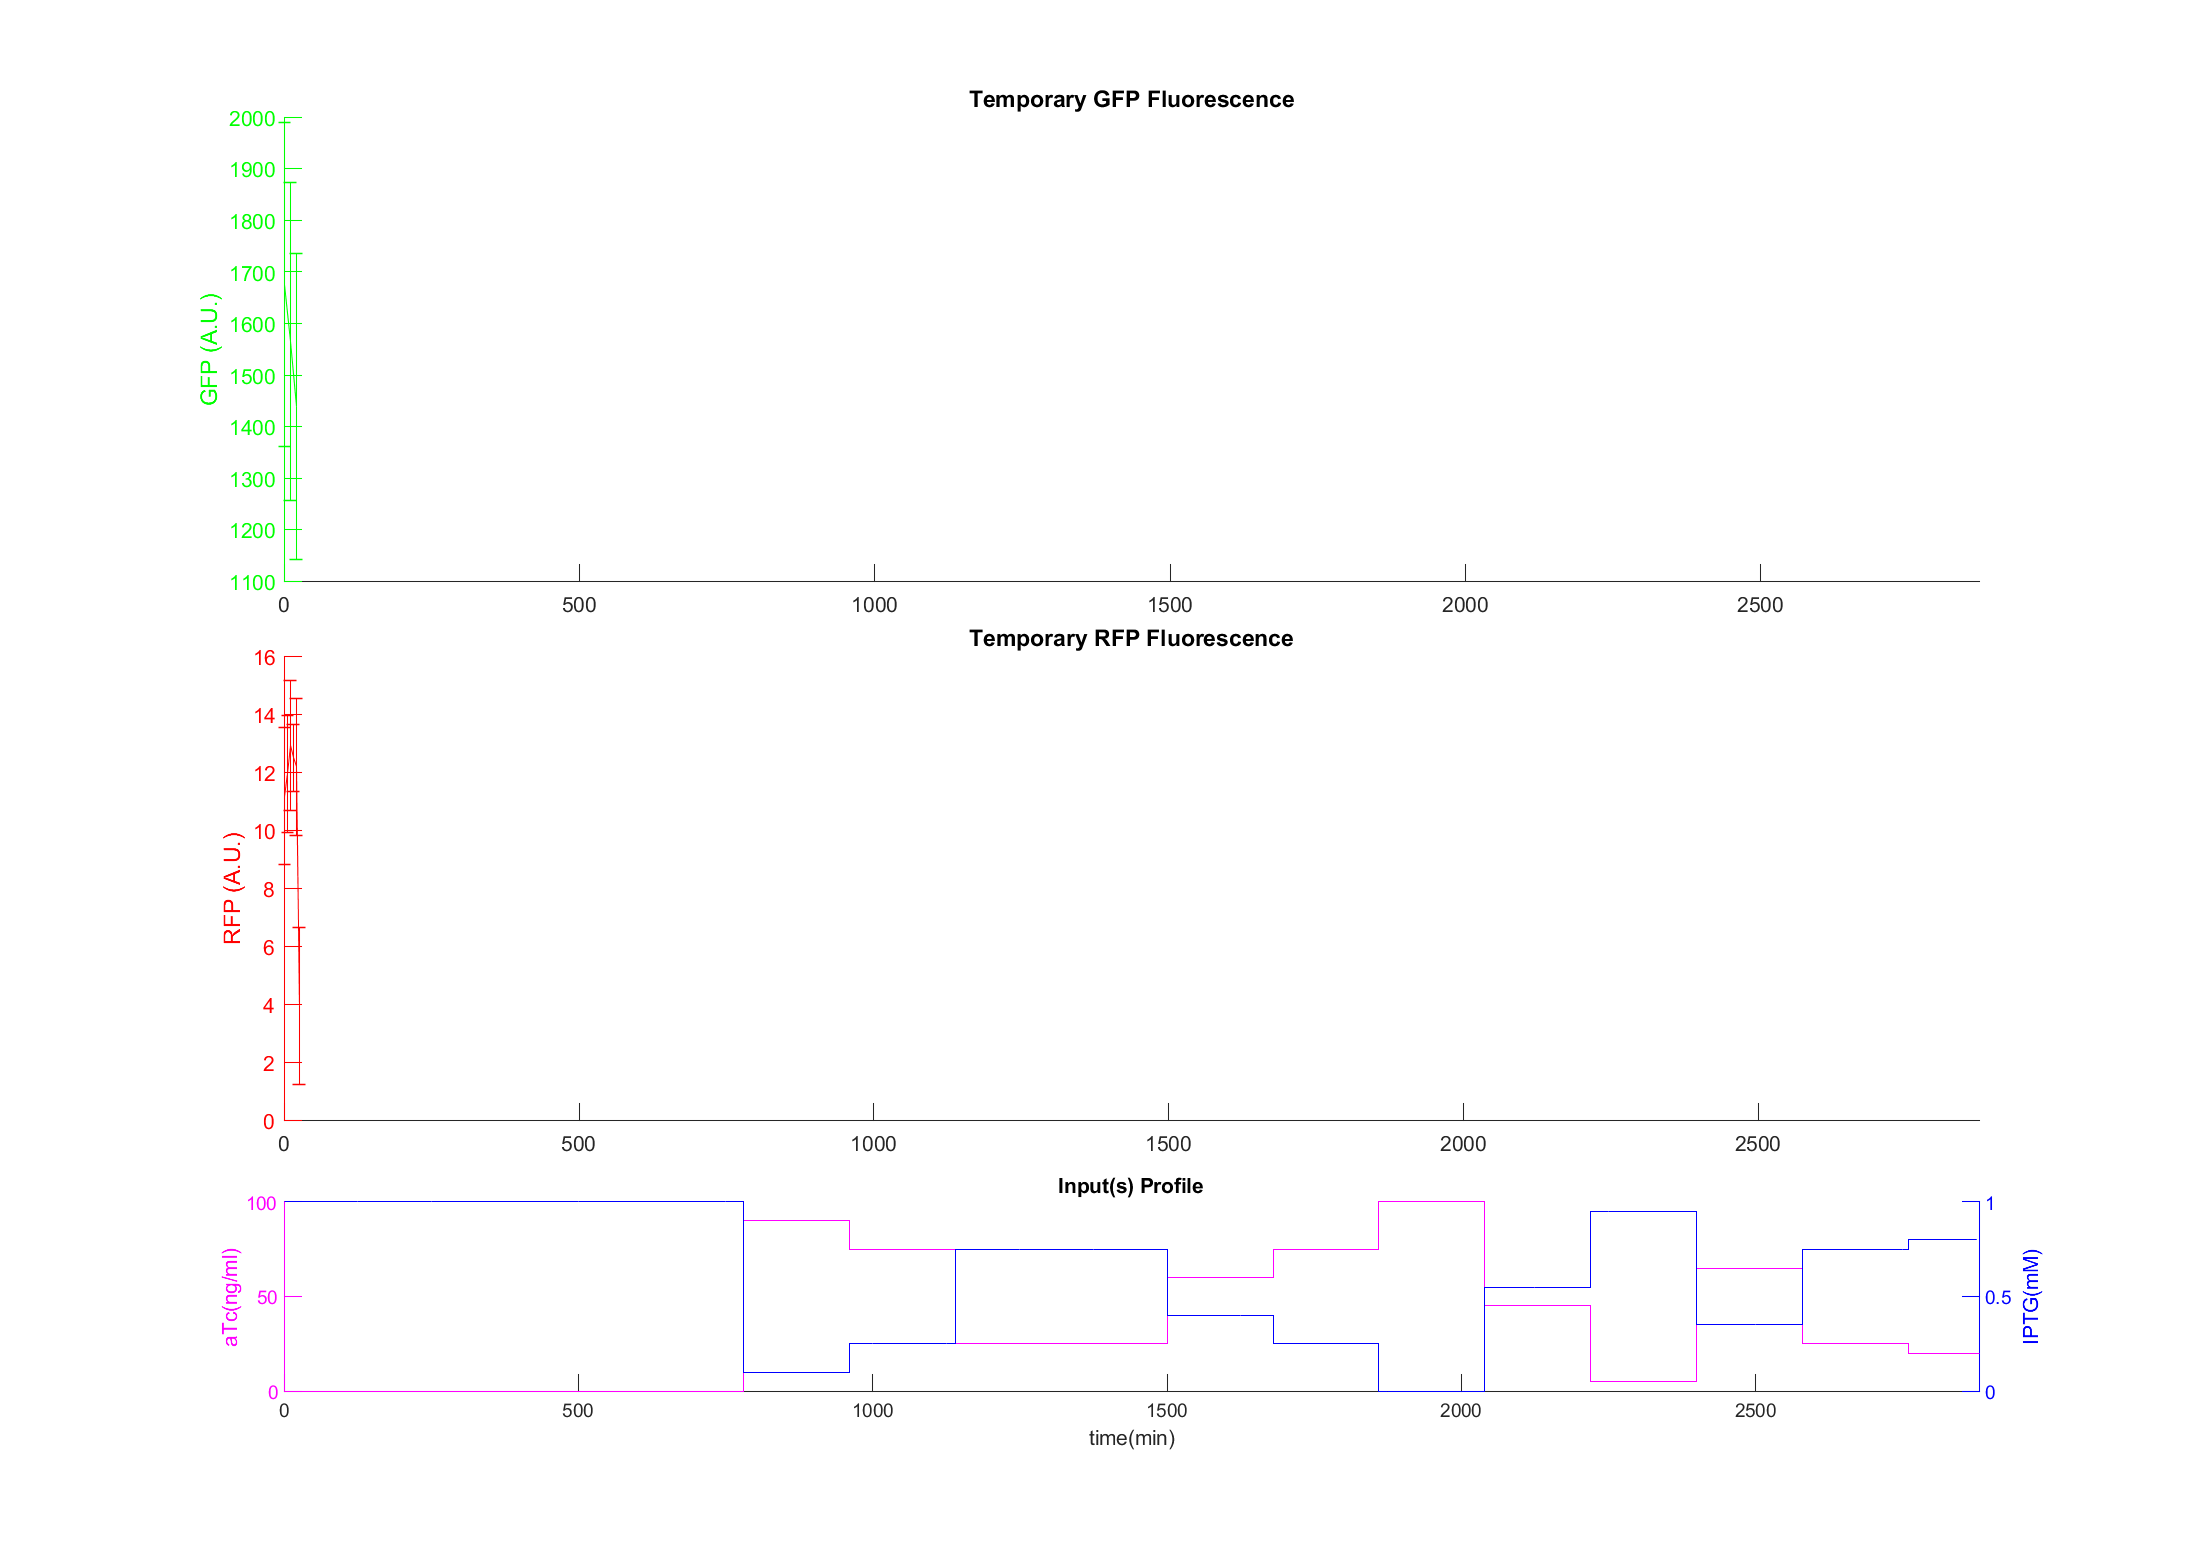 Temporary GFP Fluorescence
2000
1900
1800
1700
1600
1500
1400
1300
1200
1100
GFP (A.U.)
0 500 1000 1500 2000 2500
Temporary RFP Fluorescence
16
14
12
10
8
6
4
2
0
RFP (A.U.)
0 500 1000 1500 2000 2500
Input(s) Profile
100
50
0
aTc(ng/ml)
1
0.5
0
IPTG(mM)
0 500 1000 1500 2000 2500
time(min)